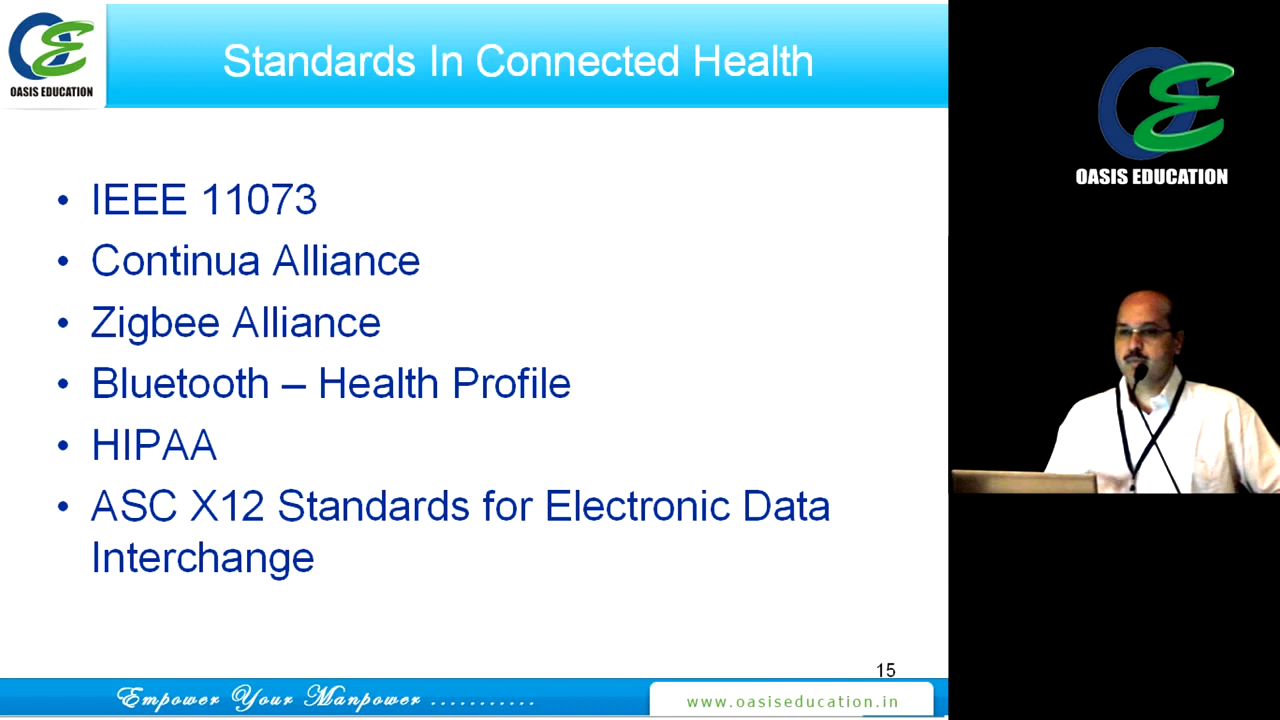 OASIS EDUCATION
Standards In Connected Health
• IEEE 11073
• Continua Alliance
• Zigbee Alliance
• Bluetooth – Health Profile
• HIPAA
• ASC X12 Standards for Electronic Data
Interchange
15
Empower Your Manpower ...........
www.oasiseducation.in
OASIS EDUCATION